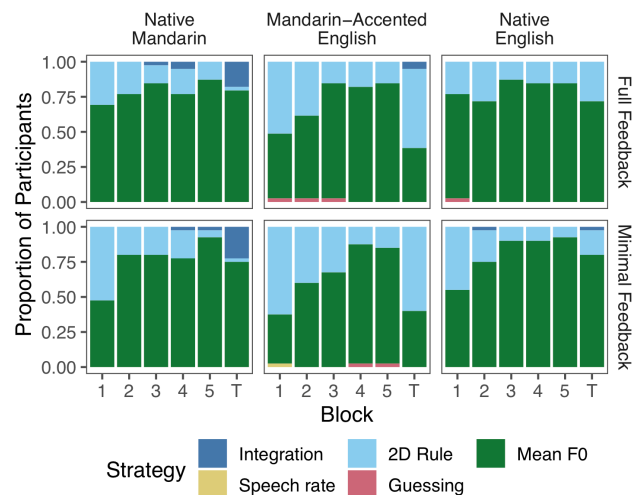 Native
Mandarin
Mandarin−Accented
English
Native
English
Proportion of Participants
1.00
0.75
0.50
0.25
0.00
Full Feedback
1.00
0.75
0.50
0.25
0.00
Minimal Feedback
1 2 3 4 5 T
1 2 3 4 5 T
1 2 3 4 5 T
Block
Strategy
Integration
2D Rule
Mean F0
Speech rate
Guessing